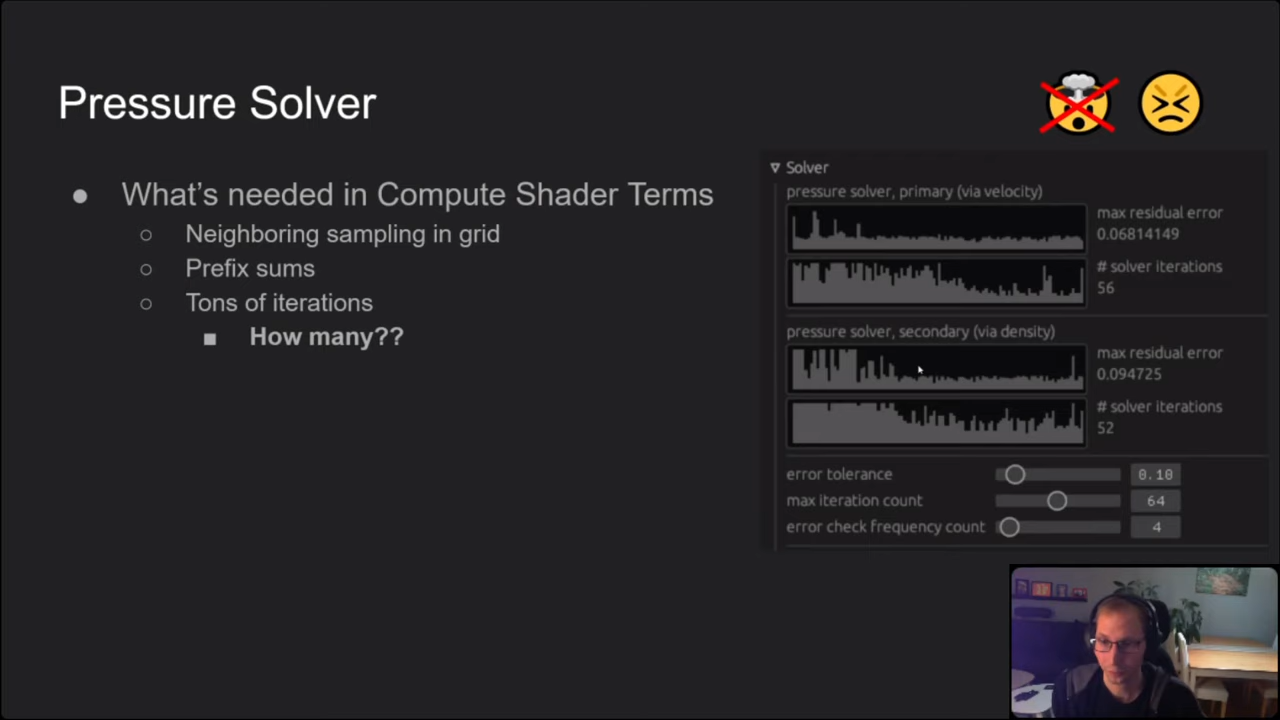 Pressure Solver
● What's needed in Compute Shader Terms
○ Neighboring sampling in grid
○ Prefix sums
○ Tons of iterations
■ How many??
▽ Solver
pressure solver, primary (via velocity)
max residual error
0.06814149
# solver iterations
56
pressure solver, secondary (via density)
max residual error
0.094725
# solver iterations
52
error tolerance 0.10
max iteration count 64
error check frequency count 4